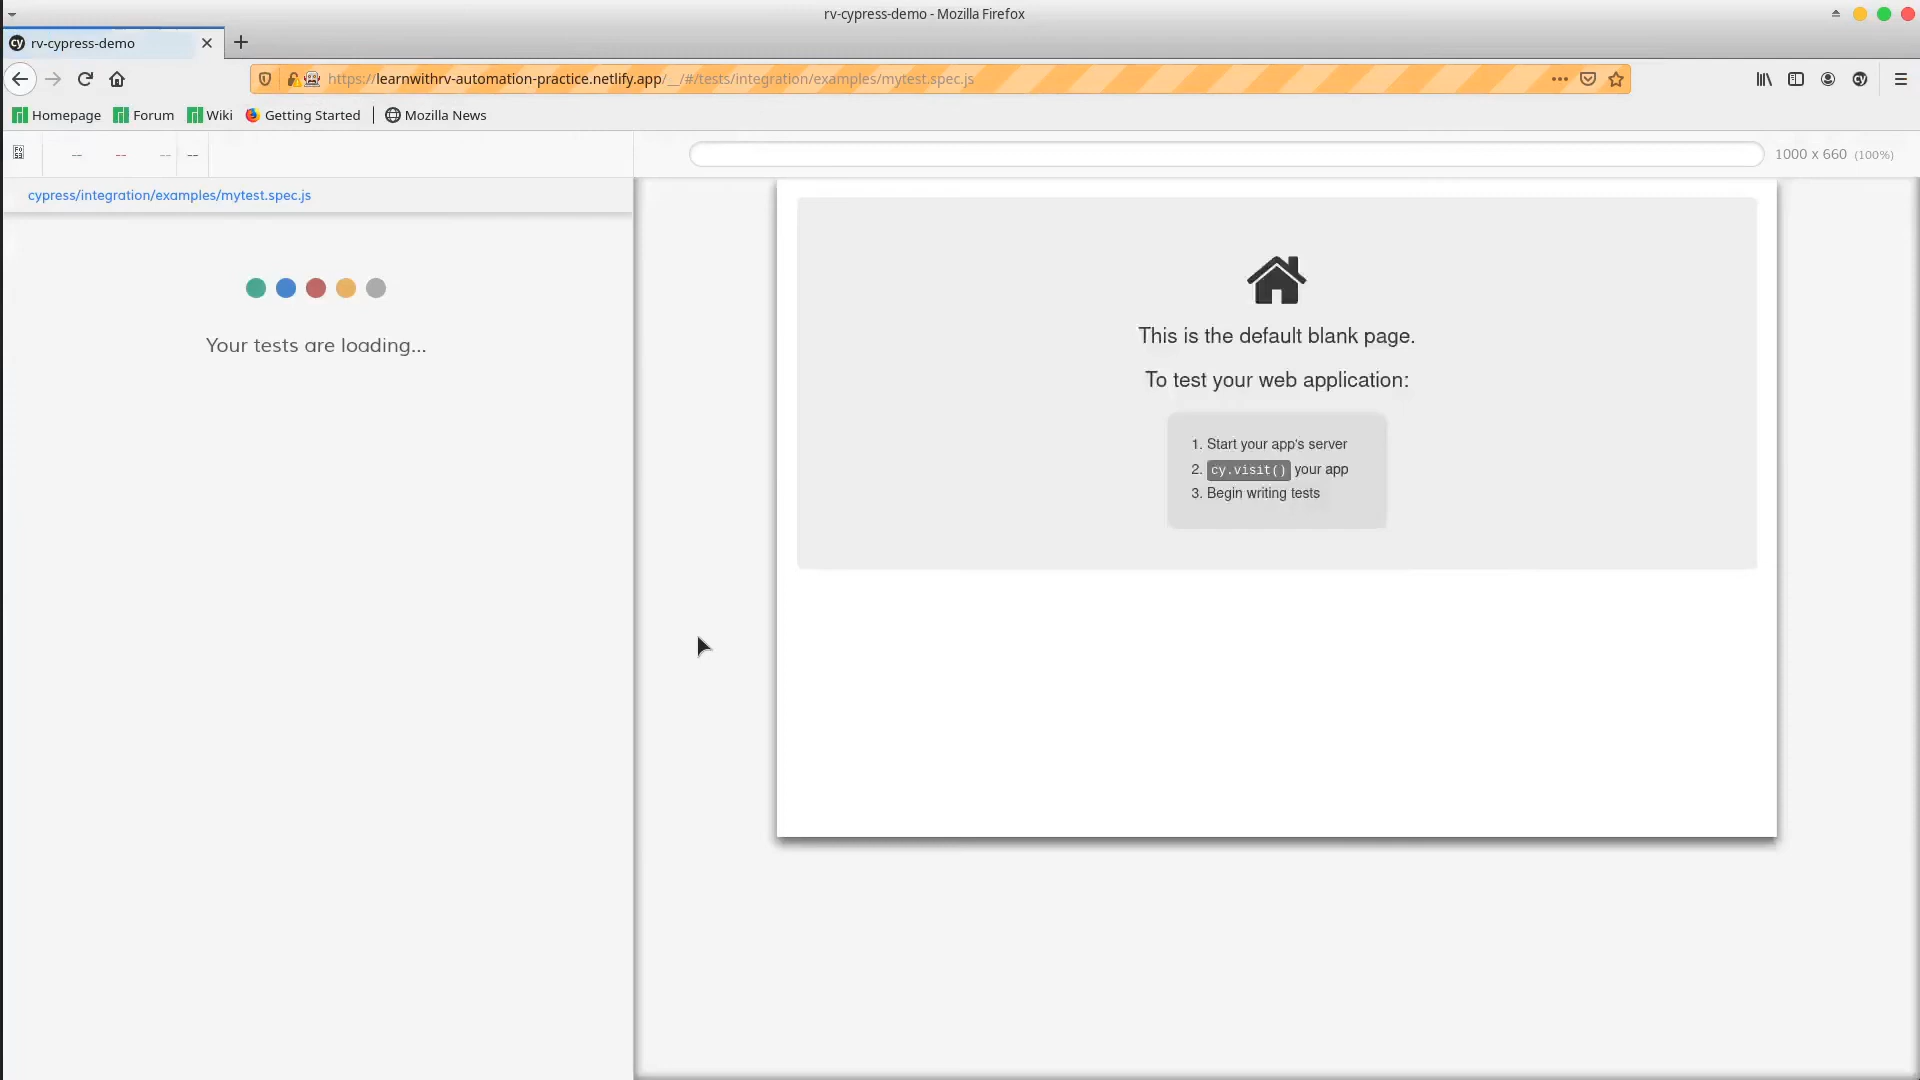 rv-cypress-demo - Mozilla Firefox
cy rv-cypress-demo
https://learnwithrv-automation-practice.netlify.app/__/#/tests/integration/examples/mytest.spec.js
Homepage Forum Wiki Getting Started Mozilla News
-- -- -- --
1000 x 660 (100%)
cypress/integration/examples/mytest.spec.js
Your tests are loading...
This is the default blank page.
To test your web application:
1. Start your app's server
2. cy.visit() your app
3. Begin writing tests